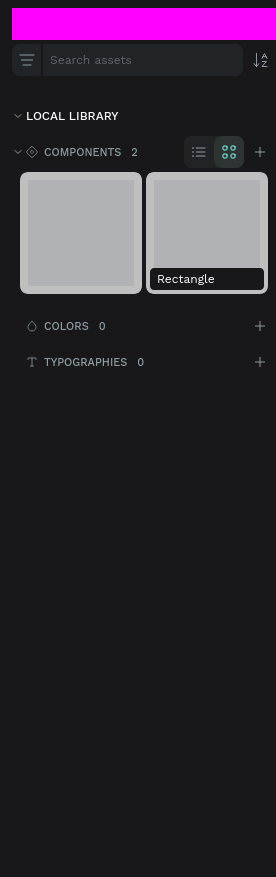 Search assets
LOCAL LIBRARY
COMPONENTS 2
Rectangle
COLORS 0
TYPOGRAPHIES 0